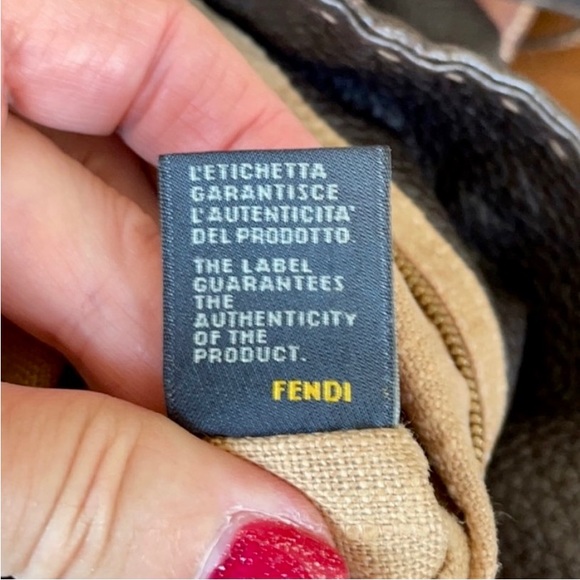 L'ETICHETTA
GARANTISCE
L'AUTENTICITA'
DEL PRODOTTO.
THE LABEL
GUARANTEES
THE
AUTHENTICITY
OF THE
PRODUCT.
FENDI